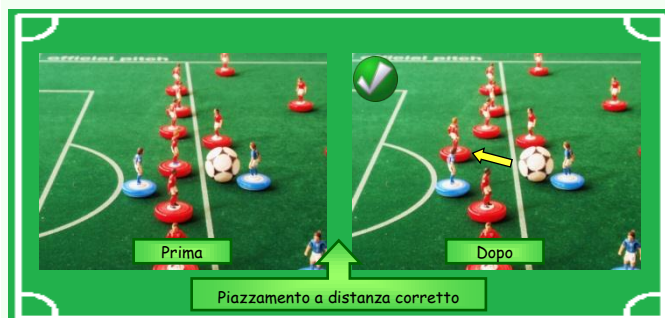 official pitch
Prima
Dopo
Piazzamento a distanza corretto